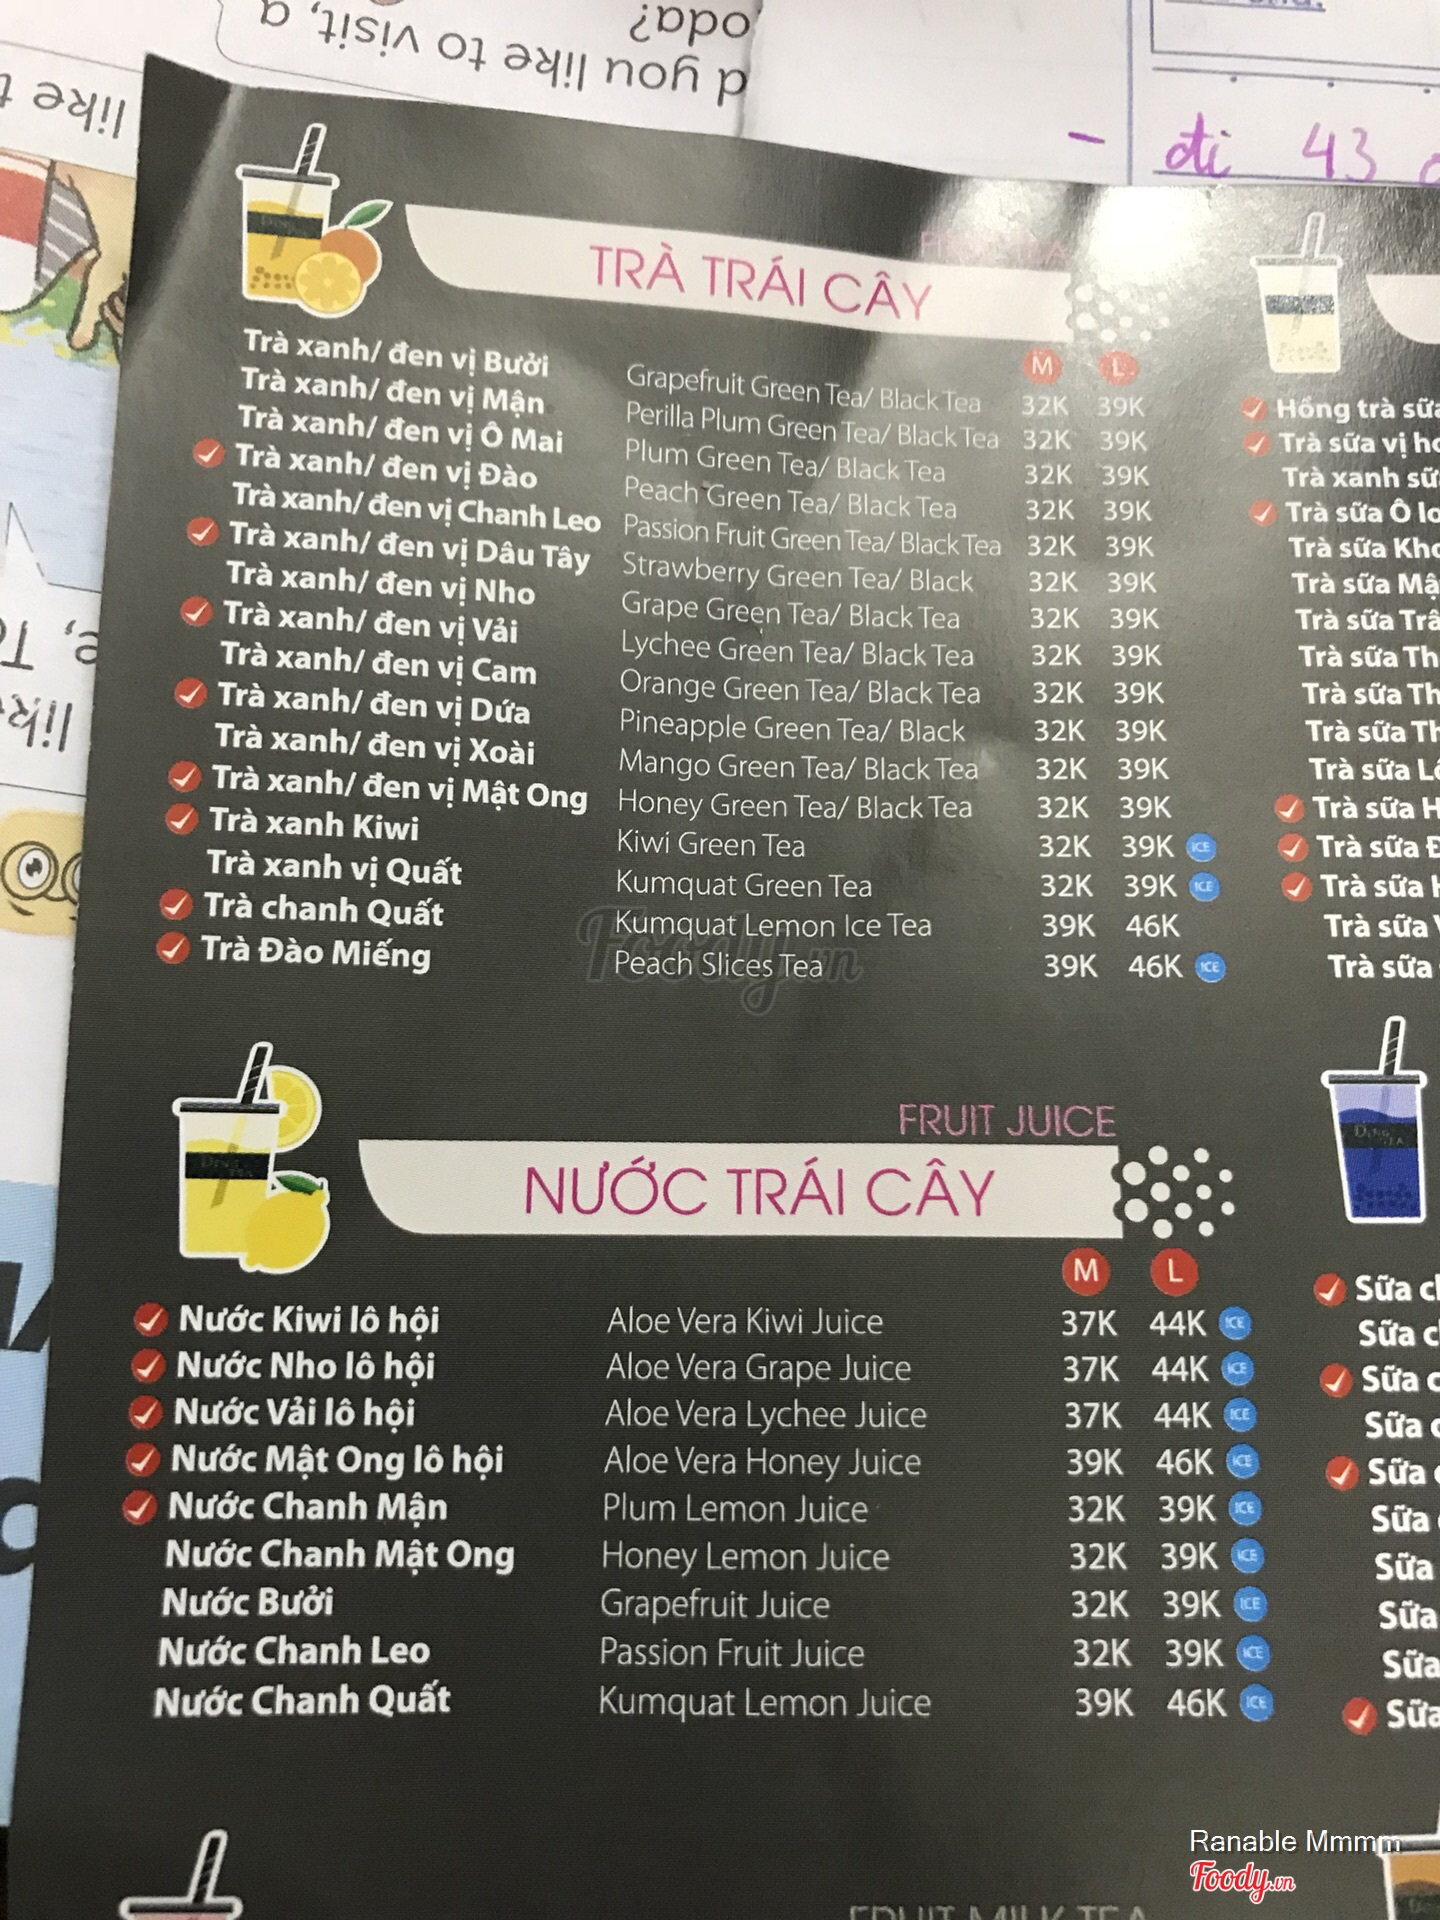 oda?
d you like to visit, a
like t
- đi 43
TRÀ TRÁI CÂY
M L
Trà xanh/ đen vị Bưởi Grapefruit Green Tea/ Black Tea 32K 39K
Trà xanh/ đen vị Mận Perilla Plum Green Tea/ Black Tea 32K 39K
Trà xanh/ đen vị Ô Mai Plum Green Tea/ Black Tea 32K 39K
Trà xanh/ đen vị Đào Peach Green Tea/ Black Tea 32K 39K
Trà xanh/ đen vị Chanh Leo Passion Fruit Green Tea/ Black Tea 32K 39K
Trà xanh/ đen vị Dâu Tây Strawberry Green Tea/ Black 32K 39K
Trà xanh/ đen vị Nho Grape Green Tea/ Black Tea 32K 39K
Trà xanh/ đen vị Vải Lychee Green Tea/ Black Tea 32K 39K
Trà xanh/ đen vị Cam Orange Green Tea/ Black Tea 32K 39K
Trà xanh/ đen vị Dứa Pineapple Green Tea/ Black 32K 39K
Trà xanh/ đen vị Xoài Mango Green Tea/ Black Tea 32K 39K
Trà xanh/ đen vị Mật Ong Honey Green Tea/ Black Tea 32K 39K
Trà xanh Kiwi Kiwi Green Tea 32K 39K ICE
Trà xanh vị Quất Kumquat Green Tea 32K 39K ICE
Trà chanh Quất Kumquat Lemon Ice Tea 39K 46K
Trà Đào Miếng Peach Slices Tea 39K 46K ICE
Foody.vn
Hồng trà sữa
Trà sữa vị
Trà xanh sữ
Trà sữa Ô lo
Trà sữa Kho
Trà sữa Mậ
Trà sữa Trâ
Trà sữa Th
Trà sữa Th
Trà sữa Th
Trà sữa
Trà sữa H
Trà sữa Đ
Trà sữa H
Trà sữa
Trà sữa
FRUIT JUICE
NƯỚC TRÁI CÂY
M L
Nước Kiwi lô hội Aloe Vera Kiwi Juice 37K 44K ICE
Nước Nho lô hội Aloe Vera Grape Juice 37K 44K ICE
Nước Vải lô hội Aloe Vera Lychee Juice 37K 44K ICE
Nước Mật Ong lô hội Aloe Vera Honey Juice 39K 46K ICE
Nước Chanh Mận Plum Lemon Juice 32K 39K ICE
Nước Chanh Mật Ong Honey Lemon Juice 32K 39K ICE
Nước Bưởi Grapefruit Juice 32K 39K ICE
Nước Chanh Leo Passion Fruit Juice 32K 39K ICE
Nước Chanh Quất Kumquat Lemon Juice 39K 46K ICE
Sữa
Sữa
Sữa
Sữa
Sữa
Sữa
Sữa
Sữa
Sữa
Sữa
FRUIT MILK TEA
Ranable Mmmm
Foody.vn